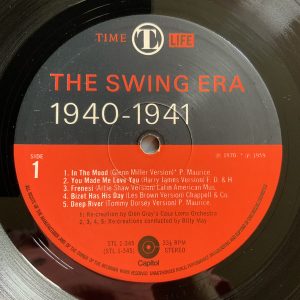 TIME TL LIFE
THE SWING ERA
1940-1941
SIDE
1
℗ 1970 * ℗ 1959
1. In The Mood (Glenn Miller Version)* P. Maurice
2. You Made Me Love You (Harry James Version) F. D. & H
3. Frenesi (Artie Shaw Version) Latin American Mus.
4. Bizet Has His Day (Les Brown Version) Chappell & Co
5. Deep River (Tommy Dorsey Version) P. Maurice
1: Re-creation by Glen Gray's Casa Loma Orchestra
2, 3, 4, 5: Re-creations conducted by Billy May
STL 1-345 33⅓ RPM
(STL 1-345) STEREO
Capitol